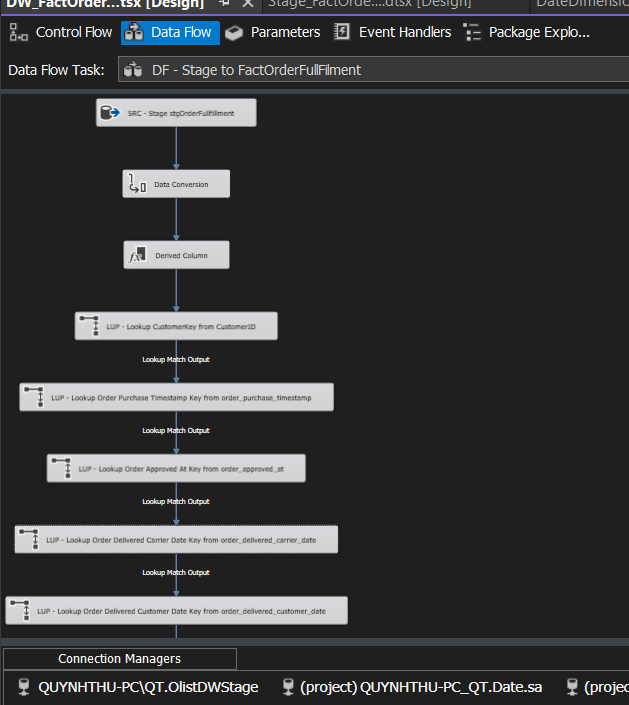 DW_FactOrder...tsx [Design]
Stage_FactOrde....dtsx [Design]
DateDimensio
Control Flow
Data Flow
Parameters
Event Handlers
Package Explo...
Data Flow Task:
DF - Stage to FactOrderFullFilment
SRC - Stage stgOrderFullfillment
Data Conversion
fx
Derived Column
LUP - Lookup CustomerKey from CustomerID
Lookup Match Output
LUP - Lookup Order Purchase Timestamp Key from order_purchase_timestamp
Lookup Match Output
LUP - Lookup Order Approved At Key from order_approved_at
Lookup Match Output
LUP - Lookup Order Delivered Carrier Date Key from order_delivered_carrier_date
Lookup Match Output
LUP - Lookup Order Delivered Customer Date Key from order_delivered_customer_date
Connection Managers
QUYNHTHU-PC\QT.OlistDWStage
(project) QUYNHTHU-PC_QT.Date.sa
(projec